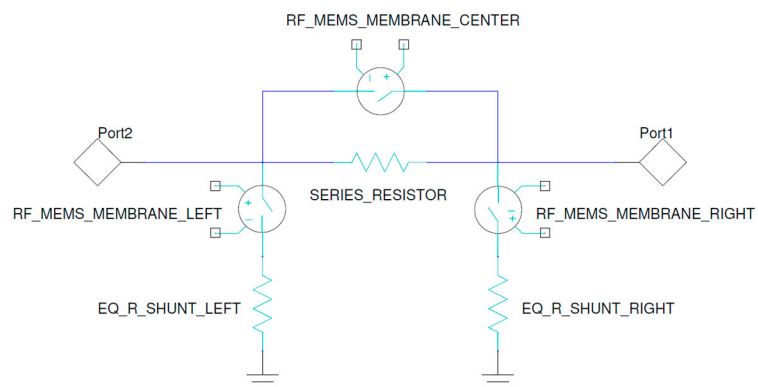 RF_MEMS_MEMBRANE_CENTER
Port2
Port1
SERIES_RESISTOR
RF_MEMS_MEMBRANE_LEFT
RF_MEMS_MEMBRANE_RIGHT
EQ_R_SHUNT_LEFT
EQ_R_SHUNT_RIGHT